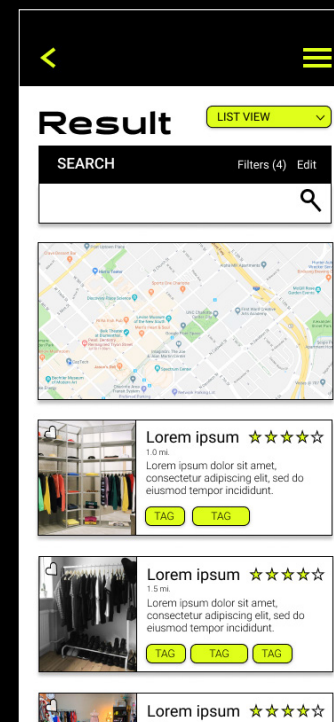 Result
LIST VIEW
SEARCH
Filters (4) Edit
Lorem ipsum
1.0 mi.
Lorem ipsum dolor sit amet,
consectetur adipiscing elit, sed do
eiusmod tempor incididunt.
TAG TAG
Lorem ipsum
1.5 mi.
Lorem ipsum dolor sit amet,
consectetur adipiscing elit, sed do
eiusmod tempor incididunt.
TAG TAG TAG
Lorem ipsum